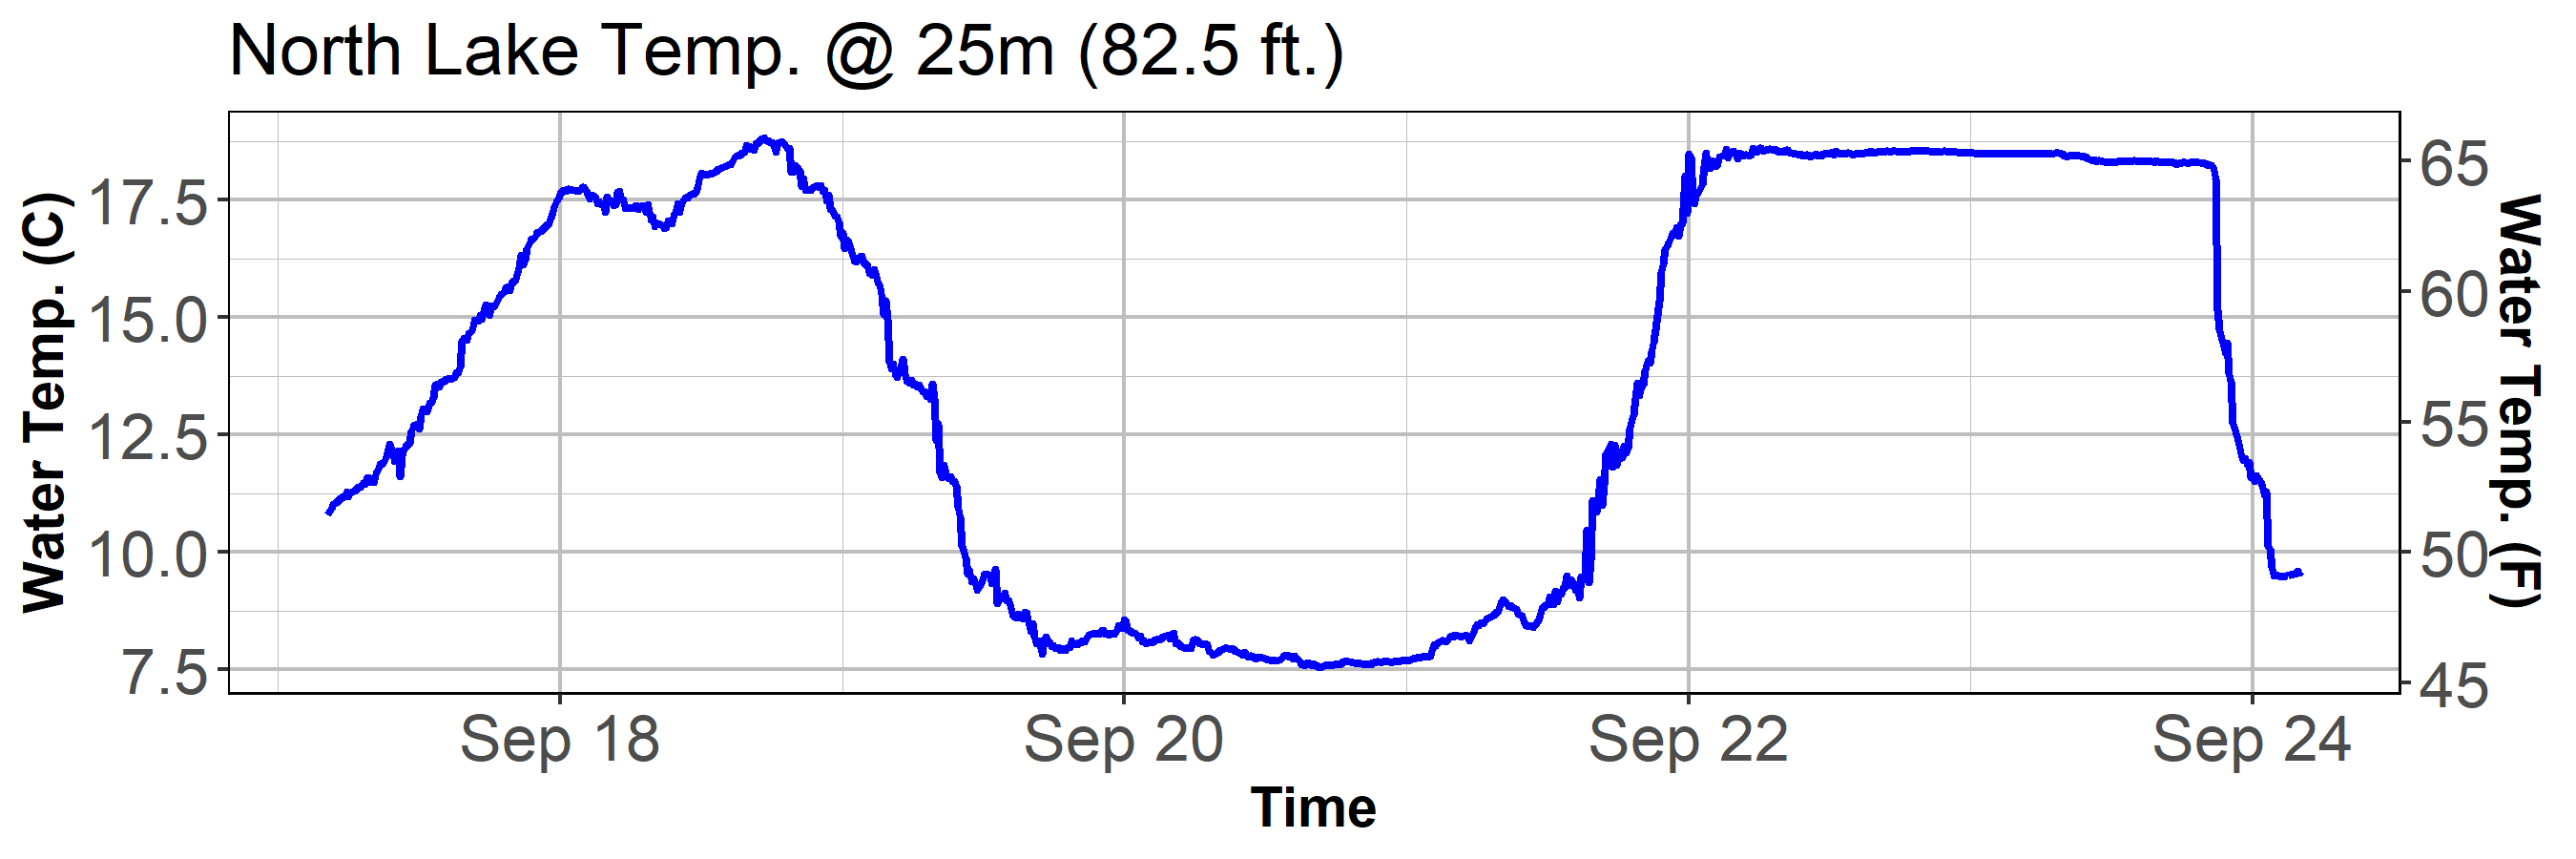 North Lake Temp. @ 25m (82.5 ft.)
Water Temp. (C)
17.5
15.0
12.5
10.0
7.5
65
60
55
50
45
Water Temp. (F)
Sep 18
Sep 20
Sep 22
Sep 24
Time